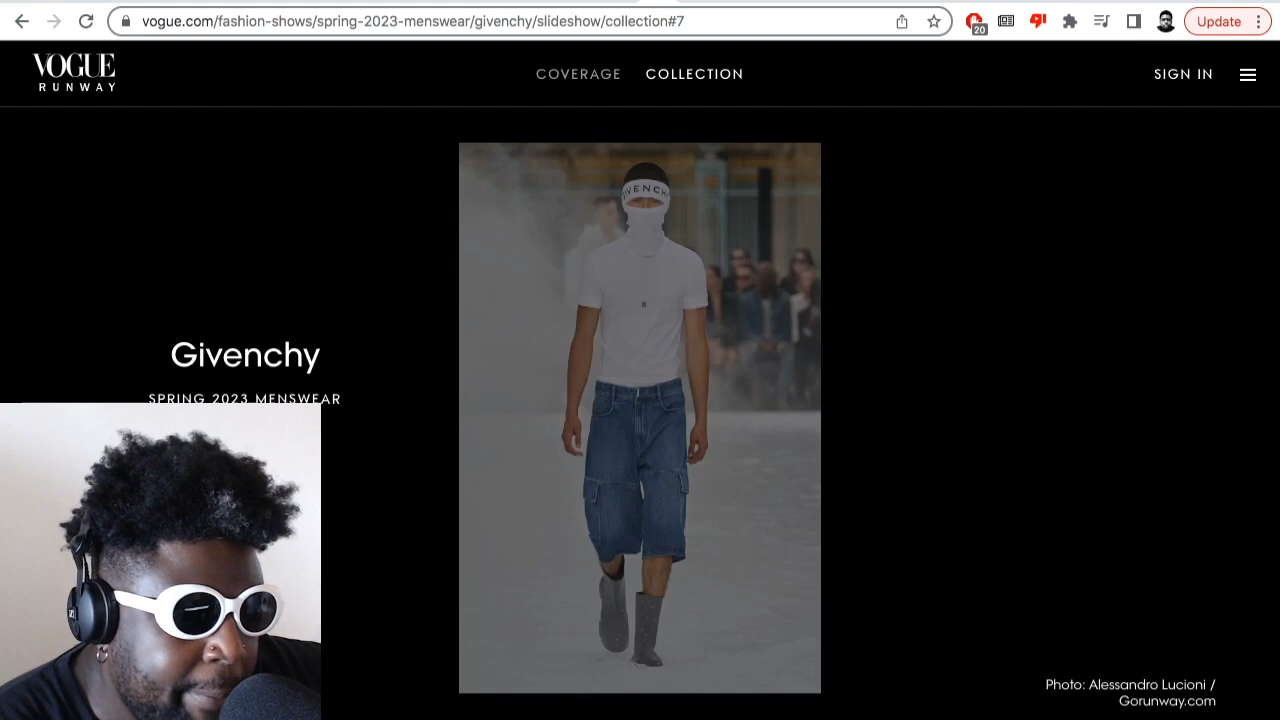 vogue.com/fashion-shows/spring-2023-menswear/givenchy/slideshow/collection#7
20
Update
VOGUE
RUNWAY
COVERAGE
COLLECTION
SIGN IN
GIVENCHY
Givenchy
SPRING 2023 MENSWEAR
Photo: Alessandro Lucioni /
Gorunway.com